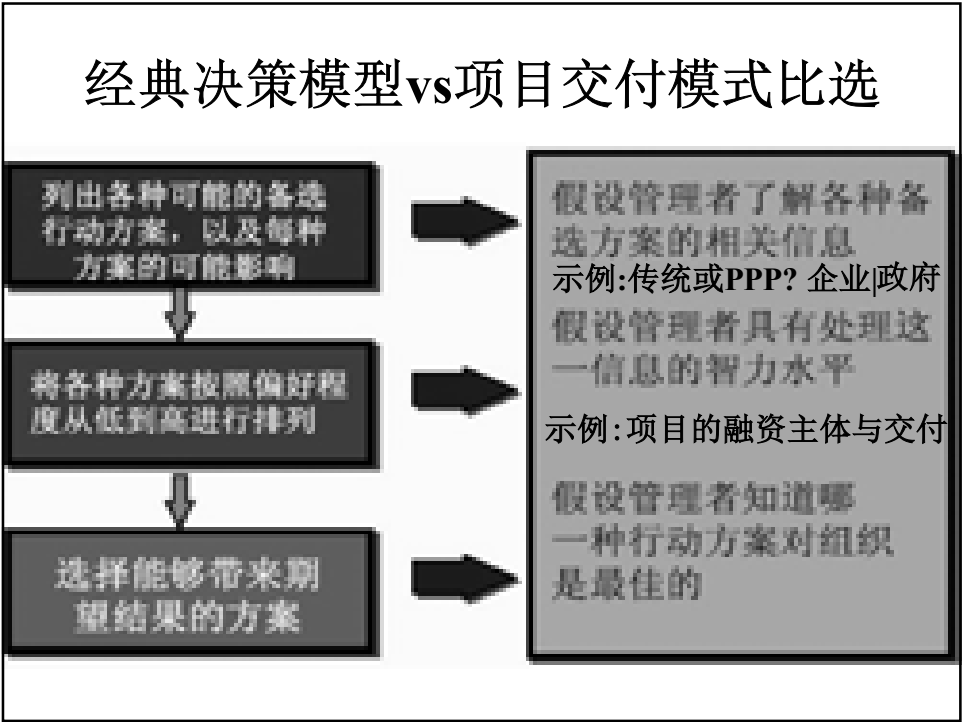 经典决策模型vs项目交付模式比选
列出各种可能的备选
行动方案，以及每种
方案的可能影响
将各种方案按照偏好程
度从低到高进行排列
选择能够带来期
望结果的方案
假设管理者了解各种备
选方案的相关信息
示例:传统或PPP? 企业|政府
假设管理者具有处理这
一信息的智力水平
示例:项目的融资主体与交付
假设管理者知道哪
一种行动方案对组织
是最佳的